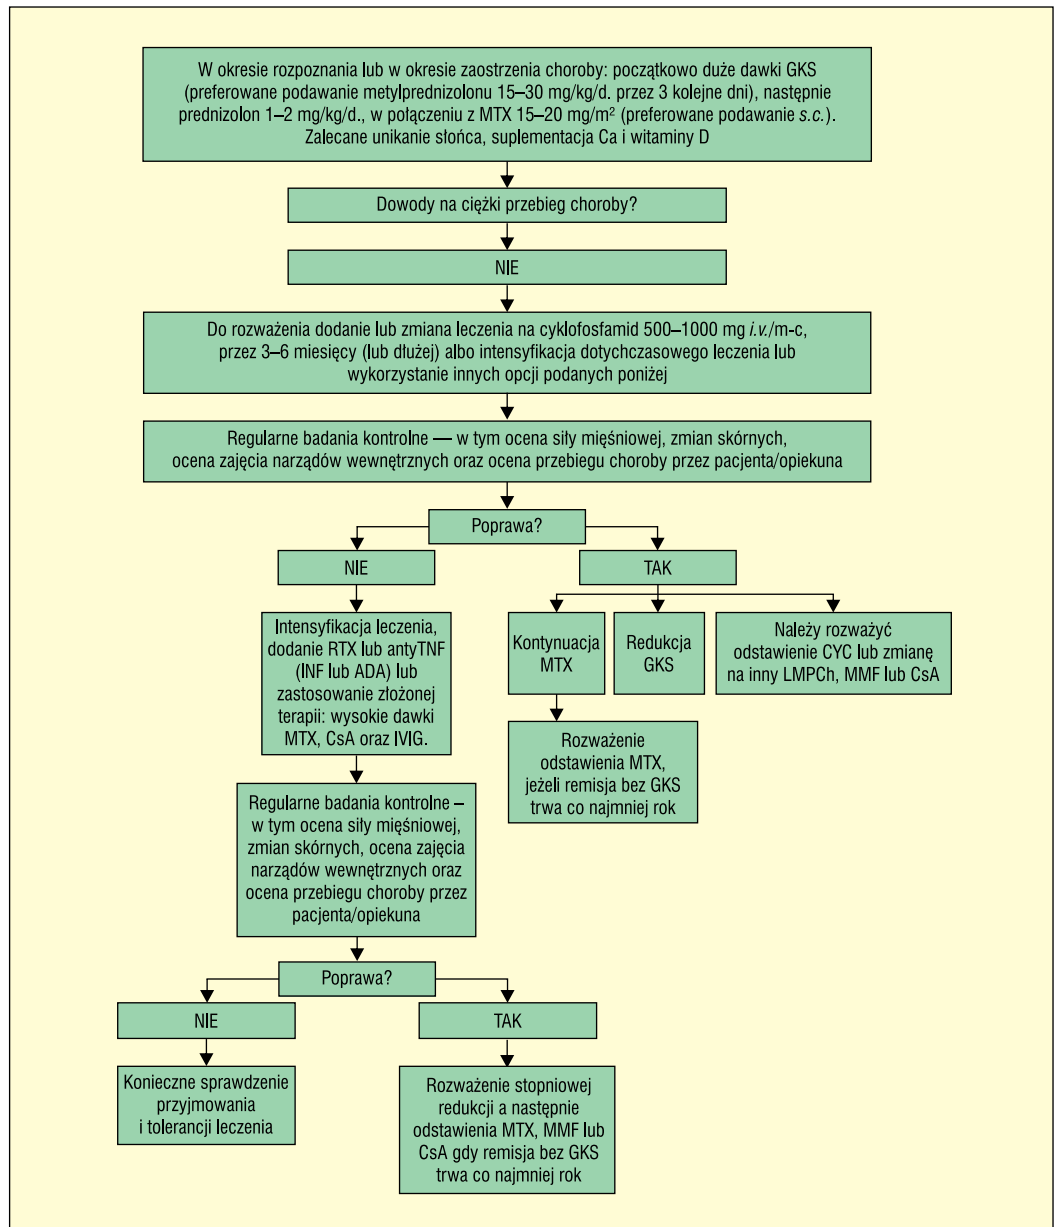 W okresie rozpoznania lub w okresie zaostrzenia choroby: początkowo duże dawki GKS
(preferowane podawanie metylprednizolonu 15–30 mg/kg/d. przez 3 kolejne dni), następnie
prednizolon 1–2 mg/kg/d., w połączeniu z MTX 15–20 mg/m² (preferowane podawanie s.c.).
Zalecane unikanie słońca, suplementacja Ca i witaminy D
Dowody na ciężki przebieg choroby?
NIE
Do rozważenia dodanie lub zmiana leczenia na cyklofosfamid 500–1000 mg i.v./m-c,
przez 3–6 miesięcy (lub dłużej) albo intensyfikacja dotychczasowego leczenia lub
wykorzystanie innych opcji podanych poniżej
Regularne badania kontrolne — w tym ocena siły mięśniowej, zmian skórnych,
ocena zajęcia narządów wewnętrznych oraz ocena przebiegu choroby przez pacjenta/opiekuna
Poprawa?
NIE
TAK
Intensyfikacja leczenia,
dodanie RTX lub antyTNF
(INF lub ADA) lub
zastosowanie złożonej
terapii: wysokie dawki
MTX, CsA oraz IVIG.
Kontynuacja
MTX
Redukcja
GKS
Należy rozważyć
odstawienie CYC lub zmianę
na inny LMPCh, MMF lub CsA
Rozważenie
odstawienia MTX,
jeżeli remisja bez GKS
trwa co najmniej rok
Regularne badania kontrolne –
w tym ocena siły mięśniowej,
zmian skórnych, ocena zajęcia
narządów wewnętrznych oraz
ocena przebiegu choroby przez
pacjenta/opiekuna
Poprawa?
NIE
TAK
Konieczne sprawdzenie
przyjmowania
i tolerancji leczenia
Rozważenie stopniowej
redukcji a następnie
odstawienia MTX, MMF lub
CsA gdy remisja bez GKS
trwa co najmniej rok